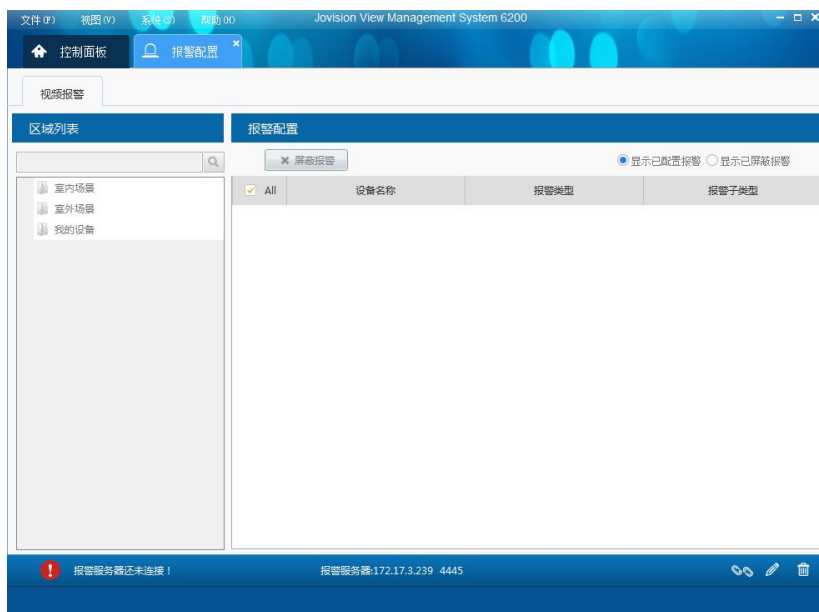 文件(F) 视图(V) 系统(S) 帮助(H) Jovision View Management System 6200
控制面板 报警配置
视频报警
区域列表 报警配置
屏蔽报警 显示已配置报警 显示已屏蔽报警
All 设备名称 报警类型 报警子类型
室内场景
室外场景
我的设备
报警服务器还未连接! 报警服务器:172.17.3.239 4445